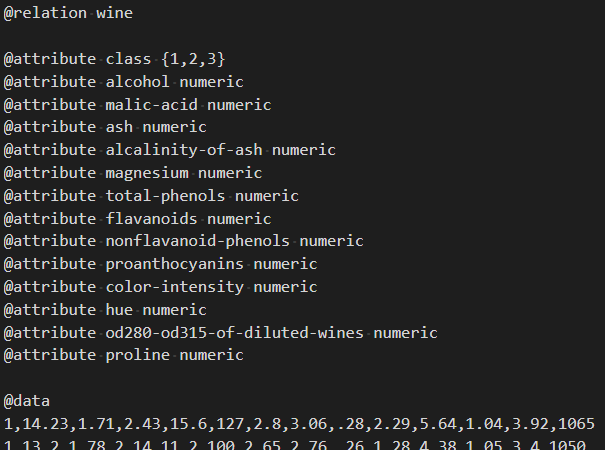 @relation wine
@attribute class {1,2,3}
@attribute alcohol numeric
@attribute malic-acid numeric
@attribute ash numeric
@attribute alcalinity-of-ash numeric
@attribute magnesium numeric
@attribute total-phenols numeric
@attribute flavanoids numeric
@attribute nonflavanoid-phenols numeric
@attribute proanthocyanins numeric
@attribute color-intensity numeric
@attribute hue numeric
@attribute od280-od315-of-diluted-wines numeric
@attribute proline numeric
@data
1,14.23,1.71,2.43,15.6,127,2.8,3.06,.28,2.29,5.64,1.04,3.92,1065
1,13.2,1.78,2.14,11.2,100,2.65,2.76,.26,1.28,4.38,1.05,3.4,1050